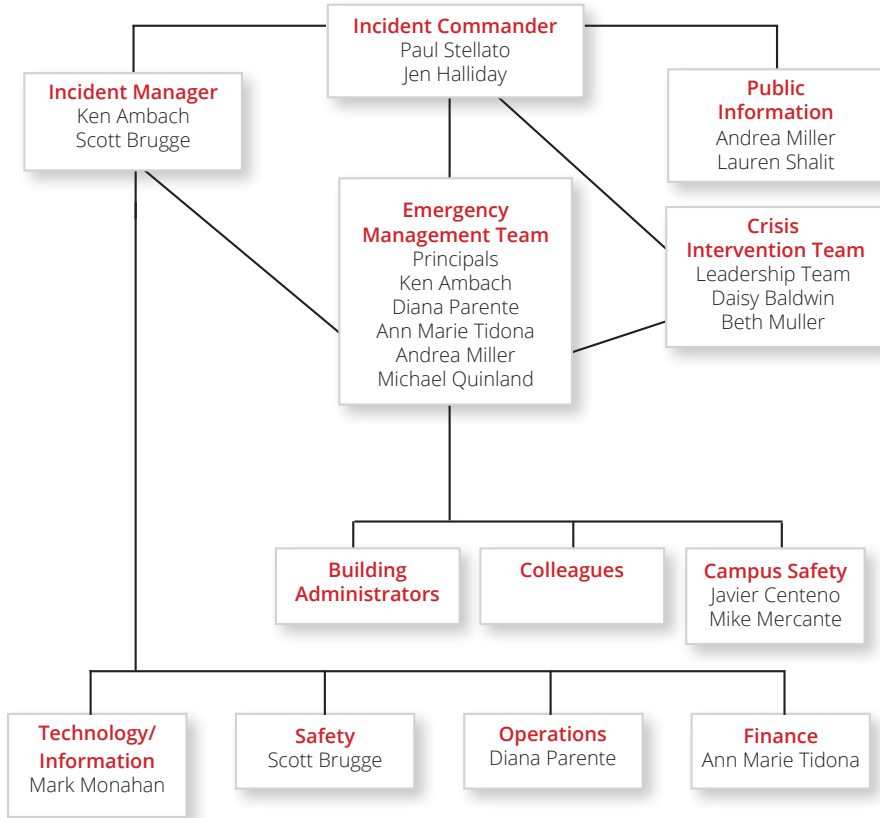 Incident Commander
Paul Stellato
Jen Halliday
Incident Manager
Ken Ambach
Scott Brugge
Public
Information
Andrea Miller
Lauren Shalit
Emergency
Management Team
Principals
Ken Ambach
Diana Parente
Ann Marie Tidona
Andrea Miller
Michael Quinland
Crisis
Intervention Team
Leadership Team
Daisy Baldwin
Beth Muller
Building
Administrators
Colleagues
Campus Safety
Javier Centeno
Mike Mercante
Technology/
Information
Mark Monahan
Safety
Scott Brugge
Operations
Diana Parente
Finance
Ann Marie Tidona